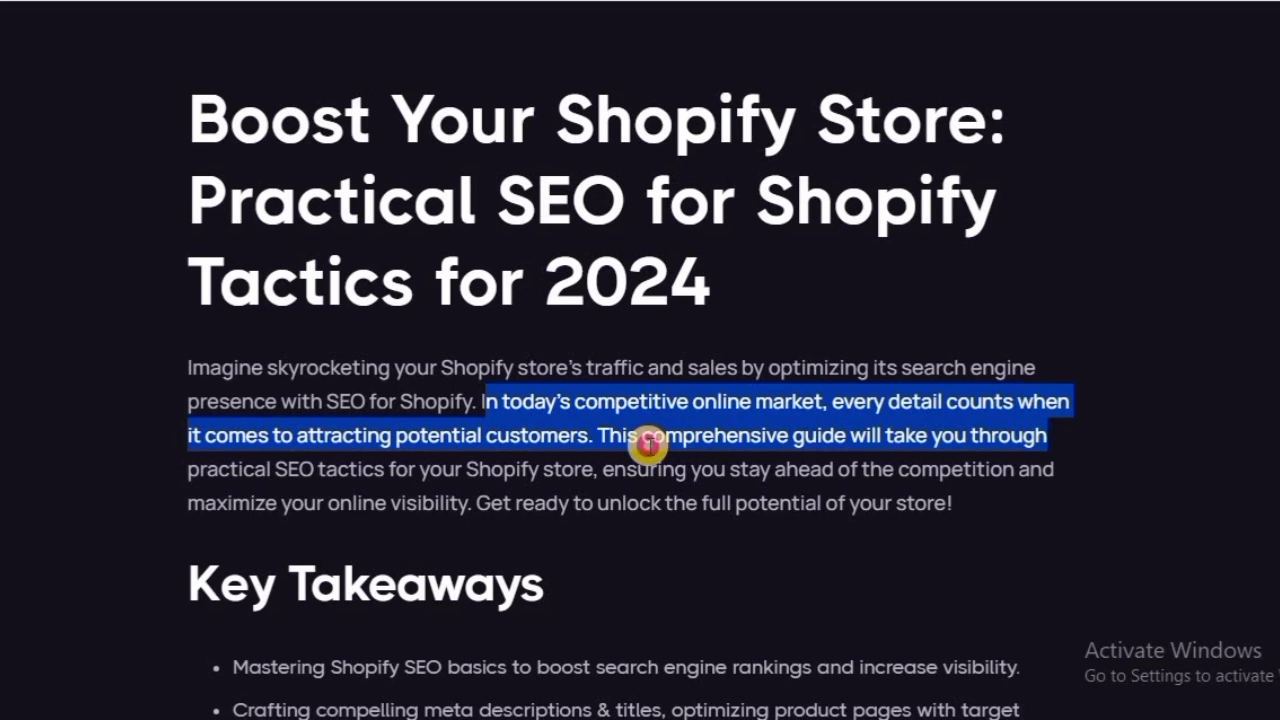 Boost Your Shopify Store:
Practical SEO for Shopify
Tactics for 2024
Imagine skyrocketing your Shopify store's traffic and sales by optimizing its search engine
presence with SEO for Shopify. In today's competitive online market, every detail counts when
it comes to attracting potential customers. This comprehensive guide will take you through
practical SEO tactics for your Shopify store, ensuring you stay ahead of the competition and
maximize your online visibility. Get ready to unlock the full potential of your store!
Key Takeaways
• Mastering Shopify SEO basics to boost search engine rankings and increase visibility.
• Crafting compelling meta descriptions & titles, optimizing product pages with target
Activate Windows
Go to Settings to activate